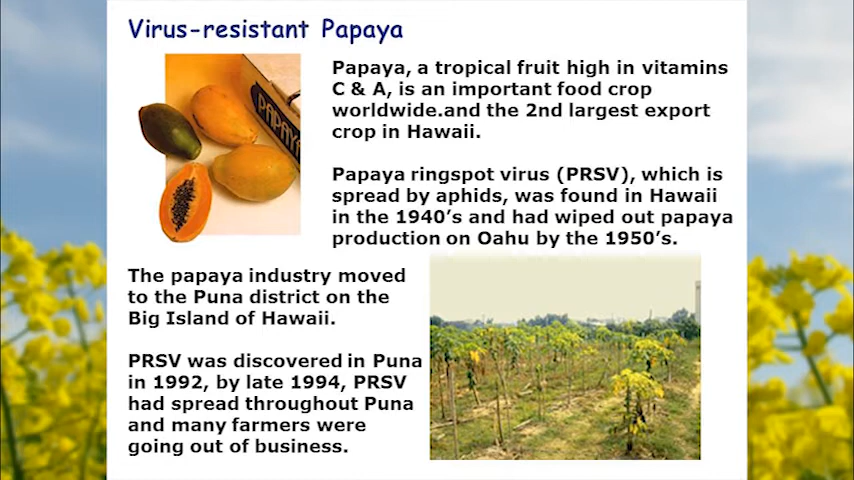 Virus-resistant Papaya
PAPAYA
Papaya, a tropical fruit high in vitamins
C & A, is an important food crop
worldwide.and the 2nd largest export
crop in Hawaii.
Papaya ringspot virus (PRSV), which is
spread by aphids, was found in Hawaii
in the 1940’s and had wiped out papaya
production on Oahu by the 1950’s.
The papaya industry moved
to the Puna district on the
Big Island of Hawaii.
PRSV was discovered in Puna
in 1992, by late 1994, PRSV
had spread throughout Puna
and many farmers were
going out of business.